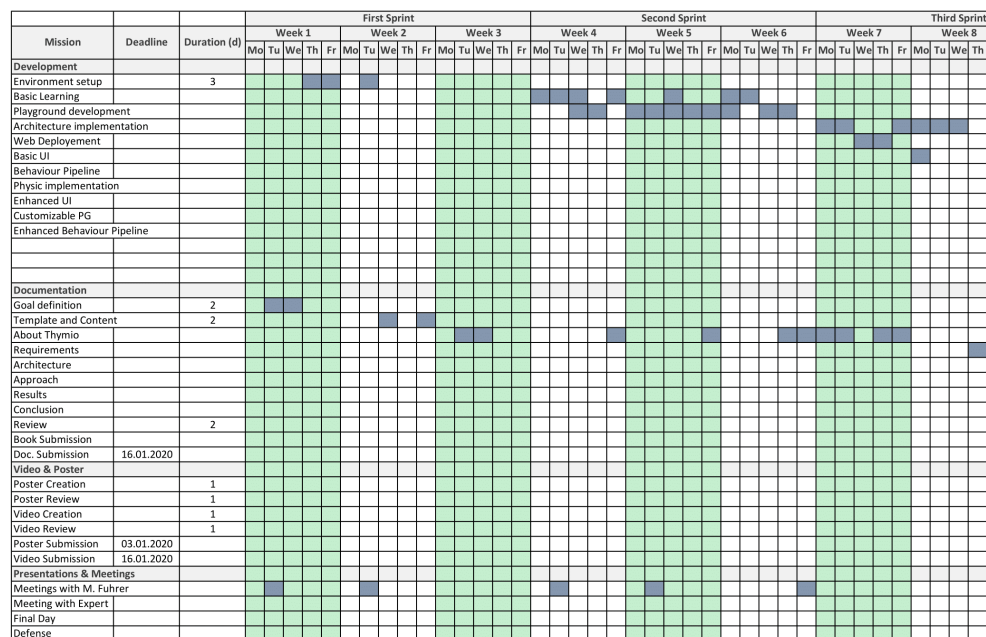 First Sprint Second Sprint Third Sprint
Mission Deadline Duration (d) Week 1 Week 2 Week 3 Week 4 Week 5 Week 6 Week 7 Week 8
Mo Tu We Th Fr Mo Tu We Th Fr Mo Tu We Th Fr Mo Tu We Th Fr Mo Tu We Th Fr Mo Tu We Th Fr Mo Tu We Th Fr Mo Tu We Th
Development
Environment setup 3
Basic Learning
Playground development
Architecture implementation
Web Deployement
Basic UI
Behaviour Pipeline
Physic implementation
Enhanced UI
Customizable PG
Enhanced Behaviour Pipeline
Documentation
Goal definition 2
Template and Content 2
About Thymio
Requirements
Architecture
Approach
Results
Conclusion
Review 2
Book Submission
Doc. Submission 16.01.2020
Video & Poster
Poster Creation 1
Poster Review 1
Video Creation 1
Video Review 1
Poster Submission 03.01.2020
Video Submission 16.01.2020
Presentations & Meetings
Meetings with M. Fuhrer
Meeting with Expert
Final Day
Defense